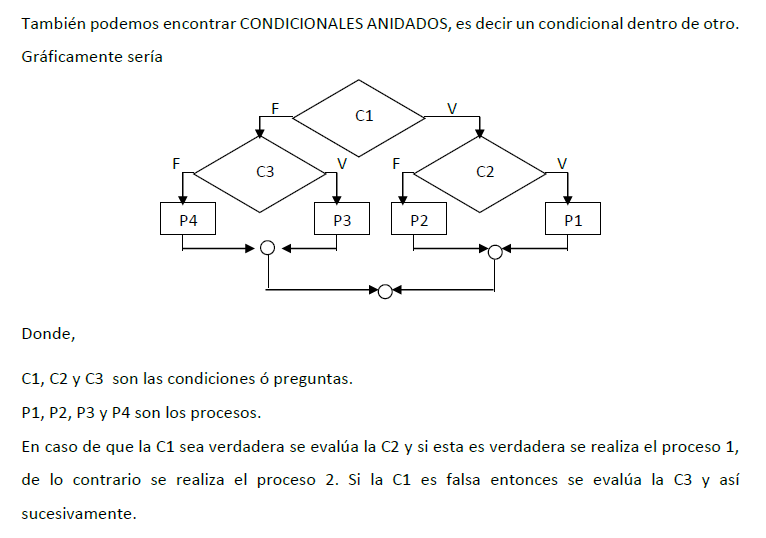 También podemos encontrar CONDICIONALES ANIDADOS, es decir un condicional dentro de otro.
Gráficamente sería
F C1 V
F C3 V F C2 V
P4 P3 P2 P1
Donde,
C1, C2 y C3 son las condiciones ó preguntas.
P1, P2, P3 y P4 son los procesos.
En caso de que la C1 sea verdadera se evalúa la C2 y si esta es verdadera se realiza el proceso 1,
de lo contrario se realiza el proceso 2. Si la C1 es falsa entonces se evalúa la C3 y así
sucesivamente.